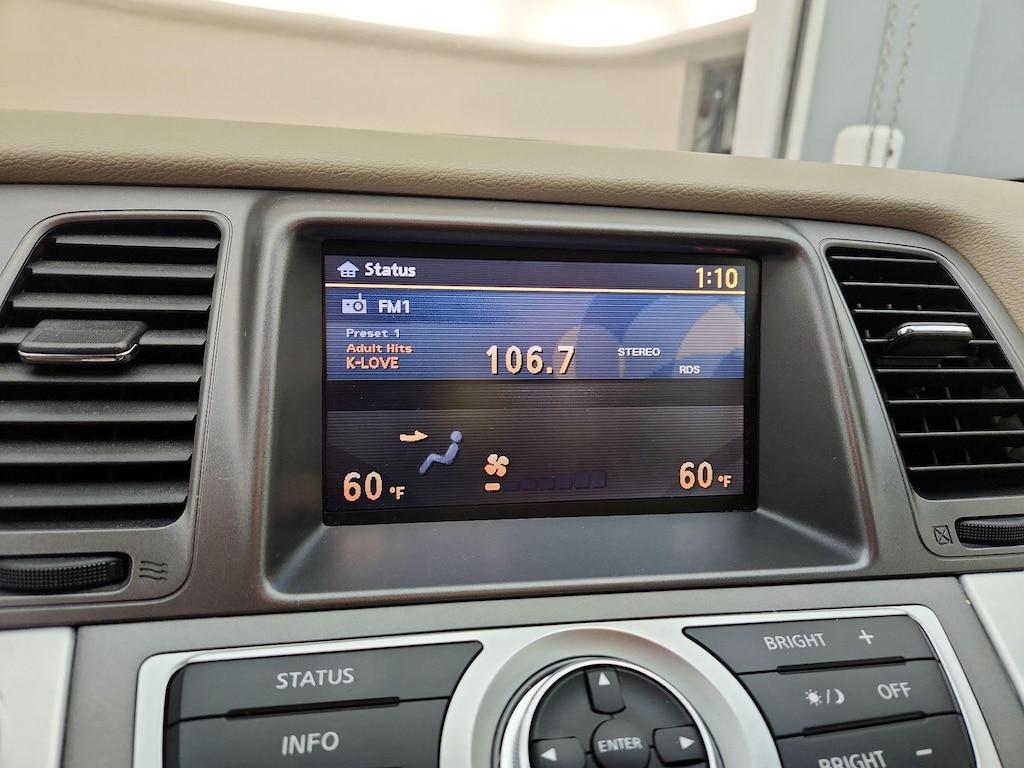 Status 1:10
FM1
Preset 1
Adult Hits
K-LOVE
106.7 STEREO
RDS
60 °F 60 °F
STATUS
INFO
ENTER
BRIGHT +
OFF
BRIGHT −